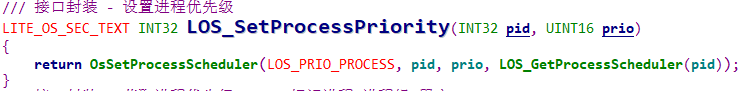 /// 接口封装 - 设置进程优先级
LITE_OS_SEC_TEXT INT32 LOS_SetProcessPriority(INT32 pid, UINT16 prio)
{
    return OsSetProcessScheduler(LOS_PRIO_PROCESS, pid, prio, LOS_GetProcessScheduler(pid));
}